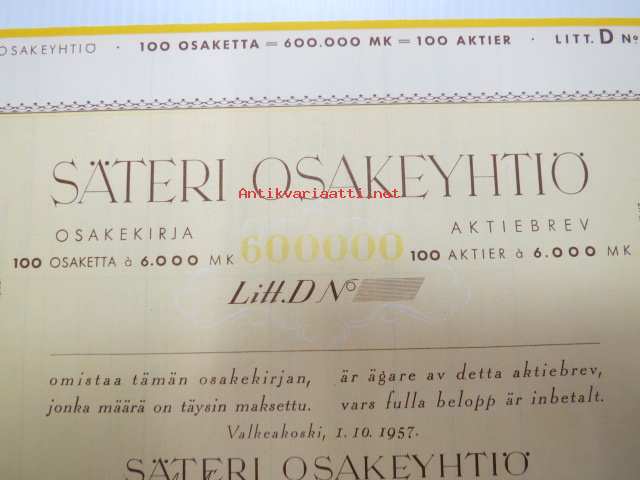 OSAKEYHTIÖ · 100 OSAKETTA = 600.000 MK = 100 AKTIER · LITT. D No
SÄTERI OSAKEYHTIÖ
Antikvariaatti.net
OSAKEKIRJA AKTIEBREV
600000
100 OSAKETTA à 6.000 MK 100 AKTIER à 6.000 MK
Litt. D No
omistaa tämän osakekirjan, är ägare av detta aktiebrev,
jonka määrä on täysin maksettu. vars fulla belopp är inbetalt.
Valkeakoski, 1. 10. 1957.
SÄTERI OSAKEYHTIÖ